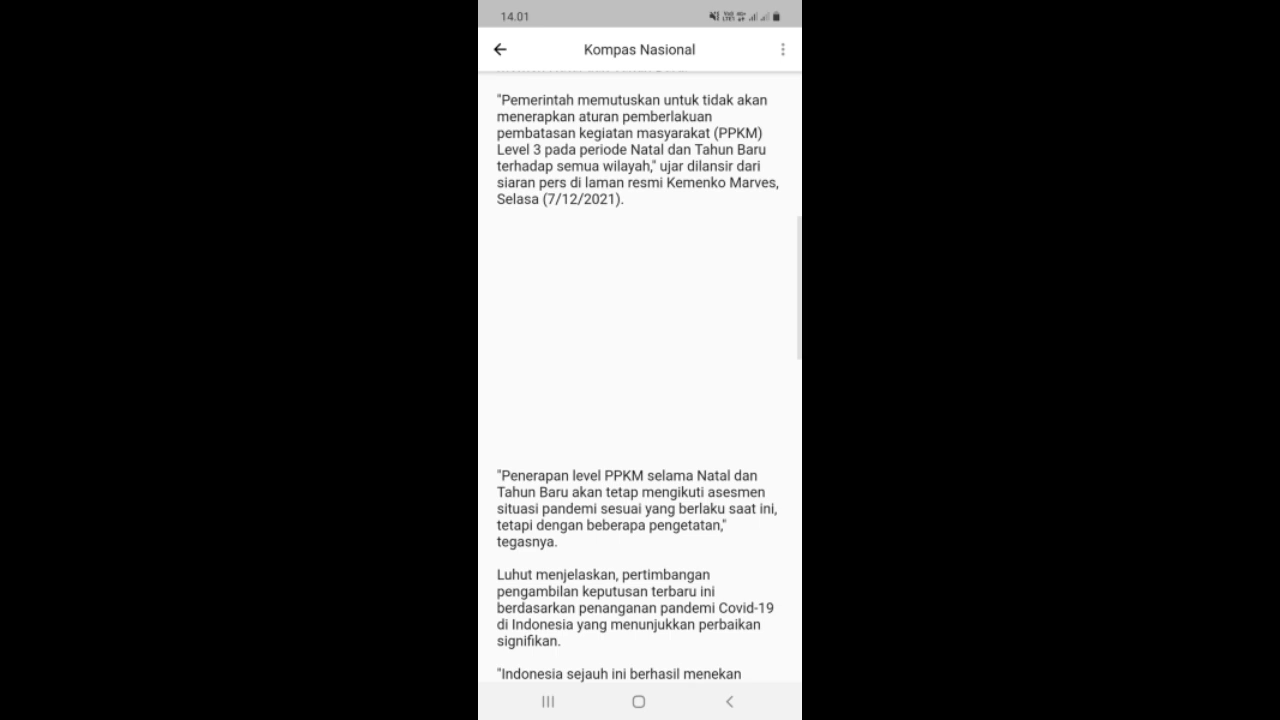 14.01
Kompas Nasional
"Pemerintah memutuskan untuk tidak akan
menerapkan aturan pemberlakuan
pembatasan kegiatan masyarakat (PPKM)
Level 3 pada periode Natal dan Tahun Baru
terhadap semua wilayah," ujar dilansir dari
siaran pers di laman resmi Kemenko Marves,
Selasa (7/12/2021).
"Penerapan level PPKM selama Natal dan
Tahun Baru akan tetap mengikuti asesmen
situasi pandemi sesuai yang berlaku saat ini,
tetapi dengan beberapa pengetatan,"
tegasnya.
Luhut menjelaskan, pertimbangan
pengambilan keputusan terbaru ini
berdasarkan penanganan pandemi Covid-19
di Indonesia yang menunjukkan perbaikan
signifikan.
"Indonesia sejauh ini berhasil menekan